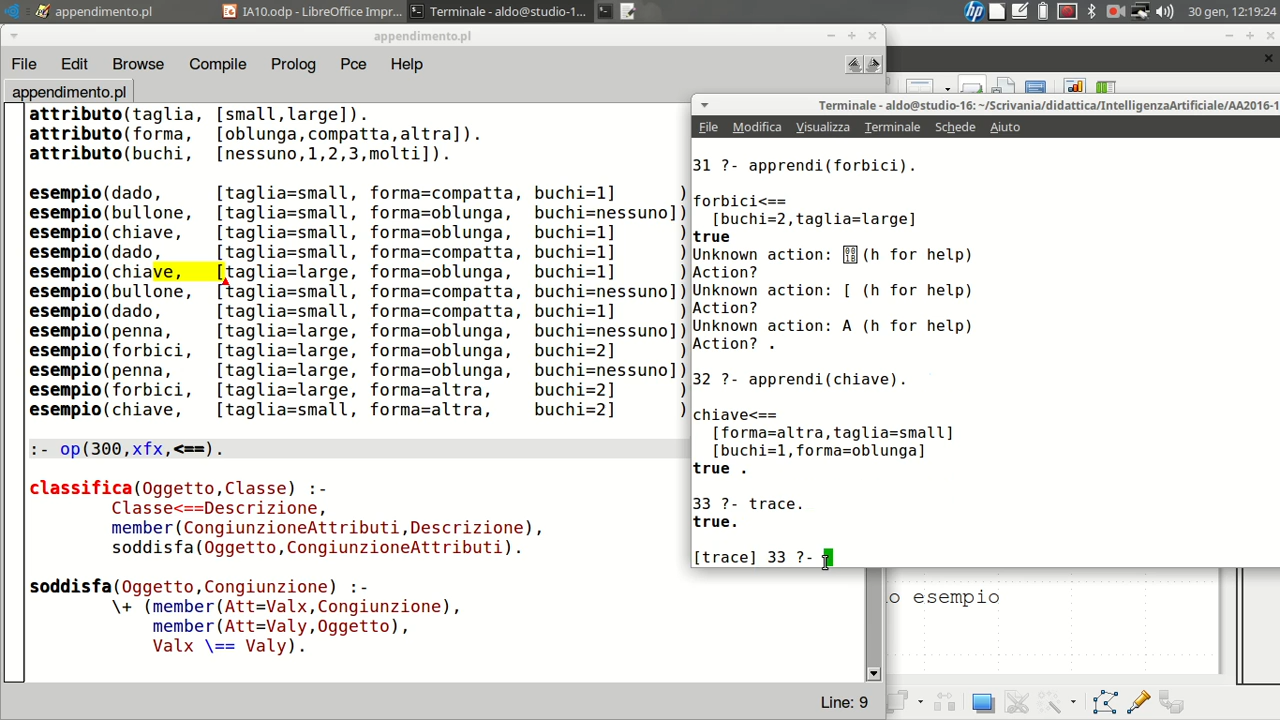 appendimento.pl
IA10.odp - LibreOffice Impr...
Terminale - aldo@studio-1...
30 gen, 12:19:24
appendimento.pl
File Edit Browse Compile Prolog Pce Help
appendimento.pl
attributo(taglia, [small,large]).
attributo(forma, [oblunga,compatta,altra]).
attributo(buchi, [nessuno,1,2,3,molti]).
esempio(dado, [taglia=small, forma=compatta, buchi=1] )
esempio(bullone, [taglia=small, forma=oblunga, buchi=nessuno])
esempio(chiave, [taglia=small, forma=oblunga, buchi=1] )
esempio(dado, [taglia=small, forma=compatta, buchi=1] )
esempio(chiave, [taglia=large, forma=oblunga, buchi=1] )
esempio(bullone, [taglia=small, forma=compatta, buchi=nessuno])
esempio(dado, [taglia=small, forma=compatta, buchi=1] )
esempio(penna, [taglia=large, forma=oblunga, buchi=nessuno])
esempio(forbici, [taglia=large, forma=oblunga, buchi=2] )
esempio(penna, [taglia=large, forma=oblunga, buchi=nessuno])
esempio(forbici, [taglia=large, forma=altra, buchi=2] )
esempio(chiave, [taglia=small, forma=altra, buchi=2] )
:- op(300,xfx,<==).
classifica(Oggetto,Classe) :-
Classe<==Descrizione,
member(CongiunzioneAttributi,Descrizione),
soddisfa(Oggetto,CongiunzioneAttributi).
soddisfa(Oggetto,Congiunzione) :-
\+ (member(Att=Valx,Congiunzione),
member(Att=Valy,Oggetto),
Valx \== Valy).
Line: 9
Terminale - aldo@studio-16: ~/Scrivania/didattica/IntelligenzaArtificiale/AA2016-1
File Modifica Visualizza Terminale Schede Aiuto
31 ?- apprendi(forbici).
forbici<==
[buchi=2,taglia=large]
true
Unknown action: (h for help)
Action?
Unknown action: [ (h for help)
Action?
Unknown action: A (h for help)
Action? .
32 ?- apprendi(chiave).
chiave<==
[forma=altra,taglia=small]
[buchi=1,forma=oblunga]
true .
33 ?- trace.
true.
[trace] 33 ?-
esempio